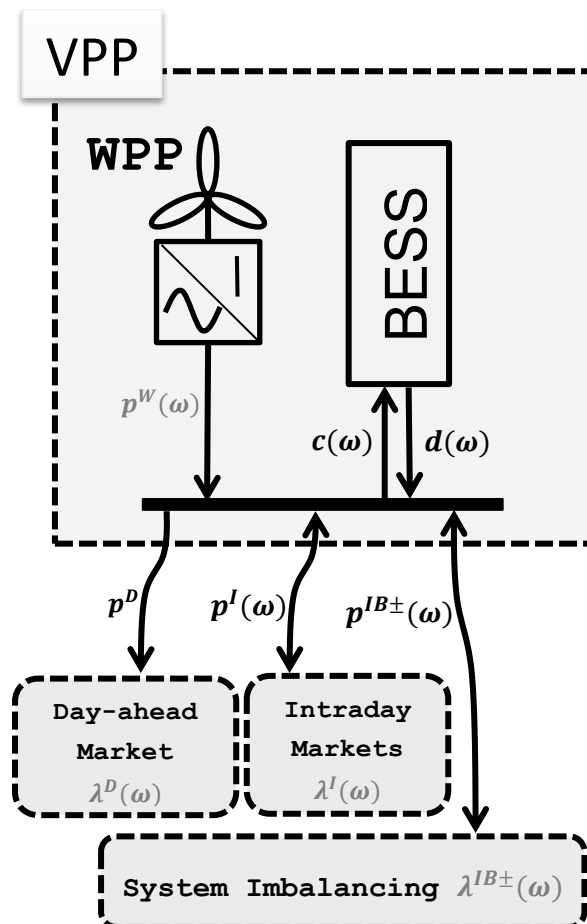 VPP
WPP
BESS
p^W(ω)
c(ω) d(ω)
p^D p^I(ω) p^{IB±}(ω)
Day-ahead
Market
λ^D(ω)
Intraday
Markets
λ^I(ω)
System Imbalancing λ^{IB±}(ω)